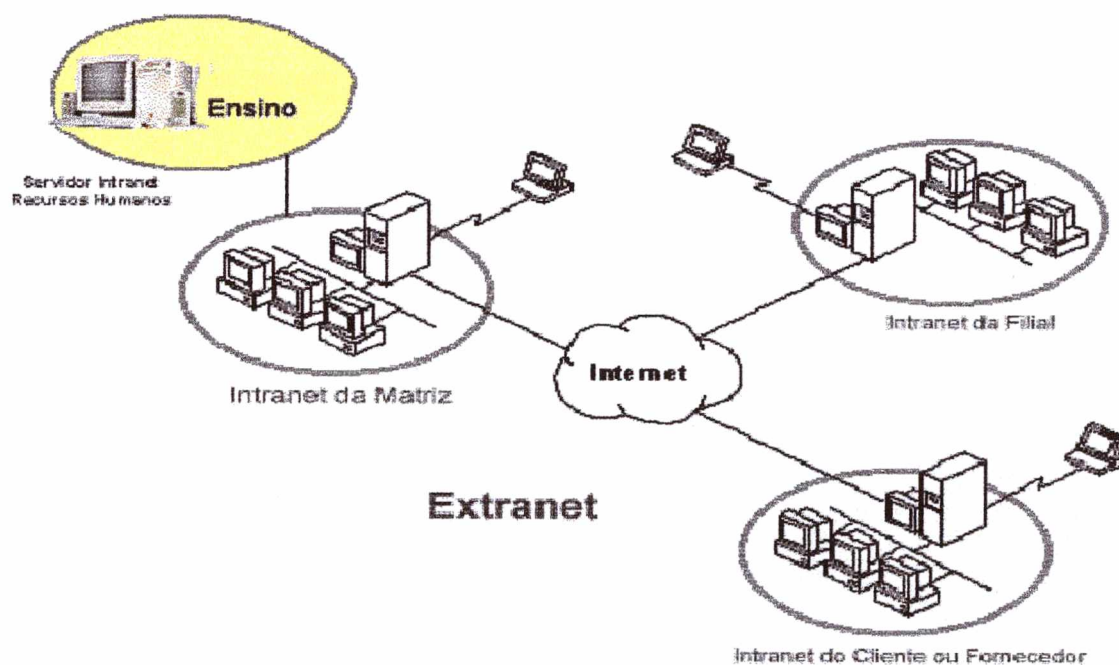 Ensino
Servidor Intranet
Recursos Humanos
Intranet da Matriz
Internet
Intranet da Filial
Extranet
Intranet do Cliente ou Fornecedor